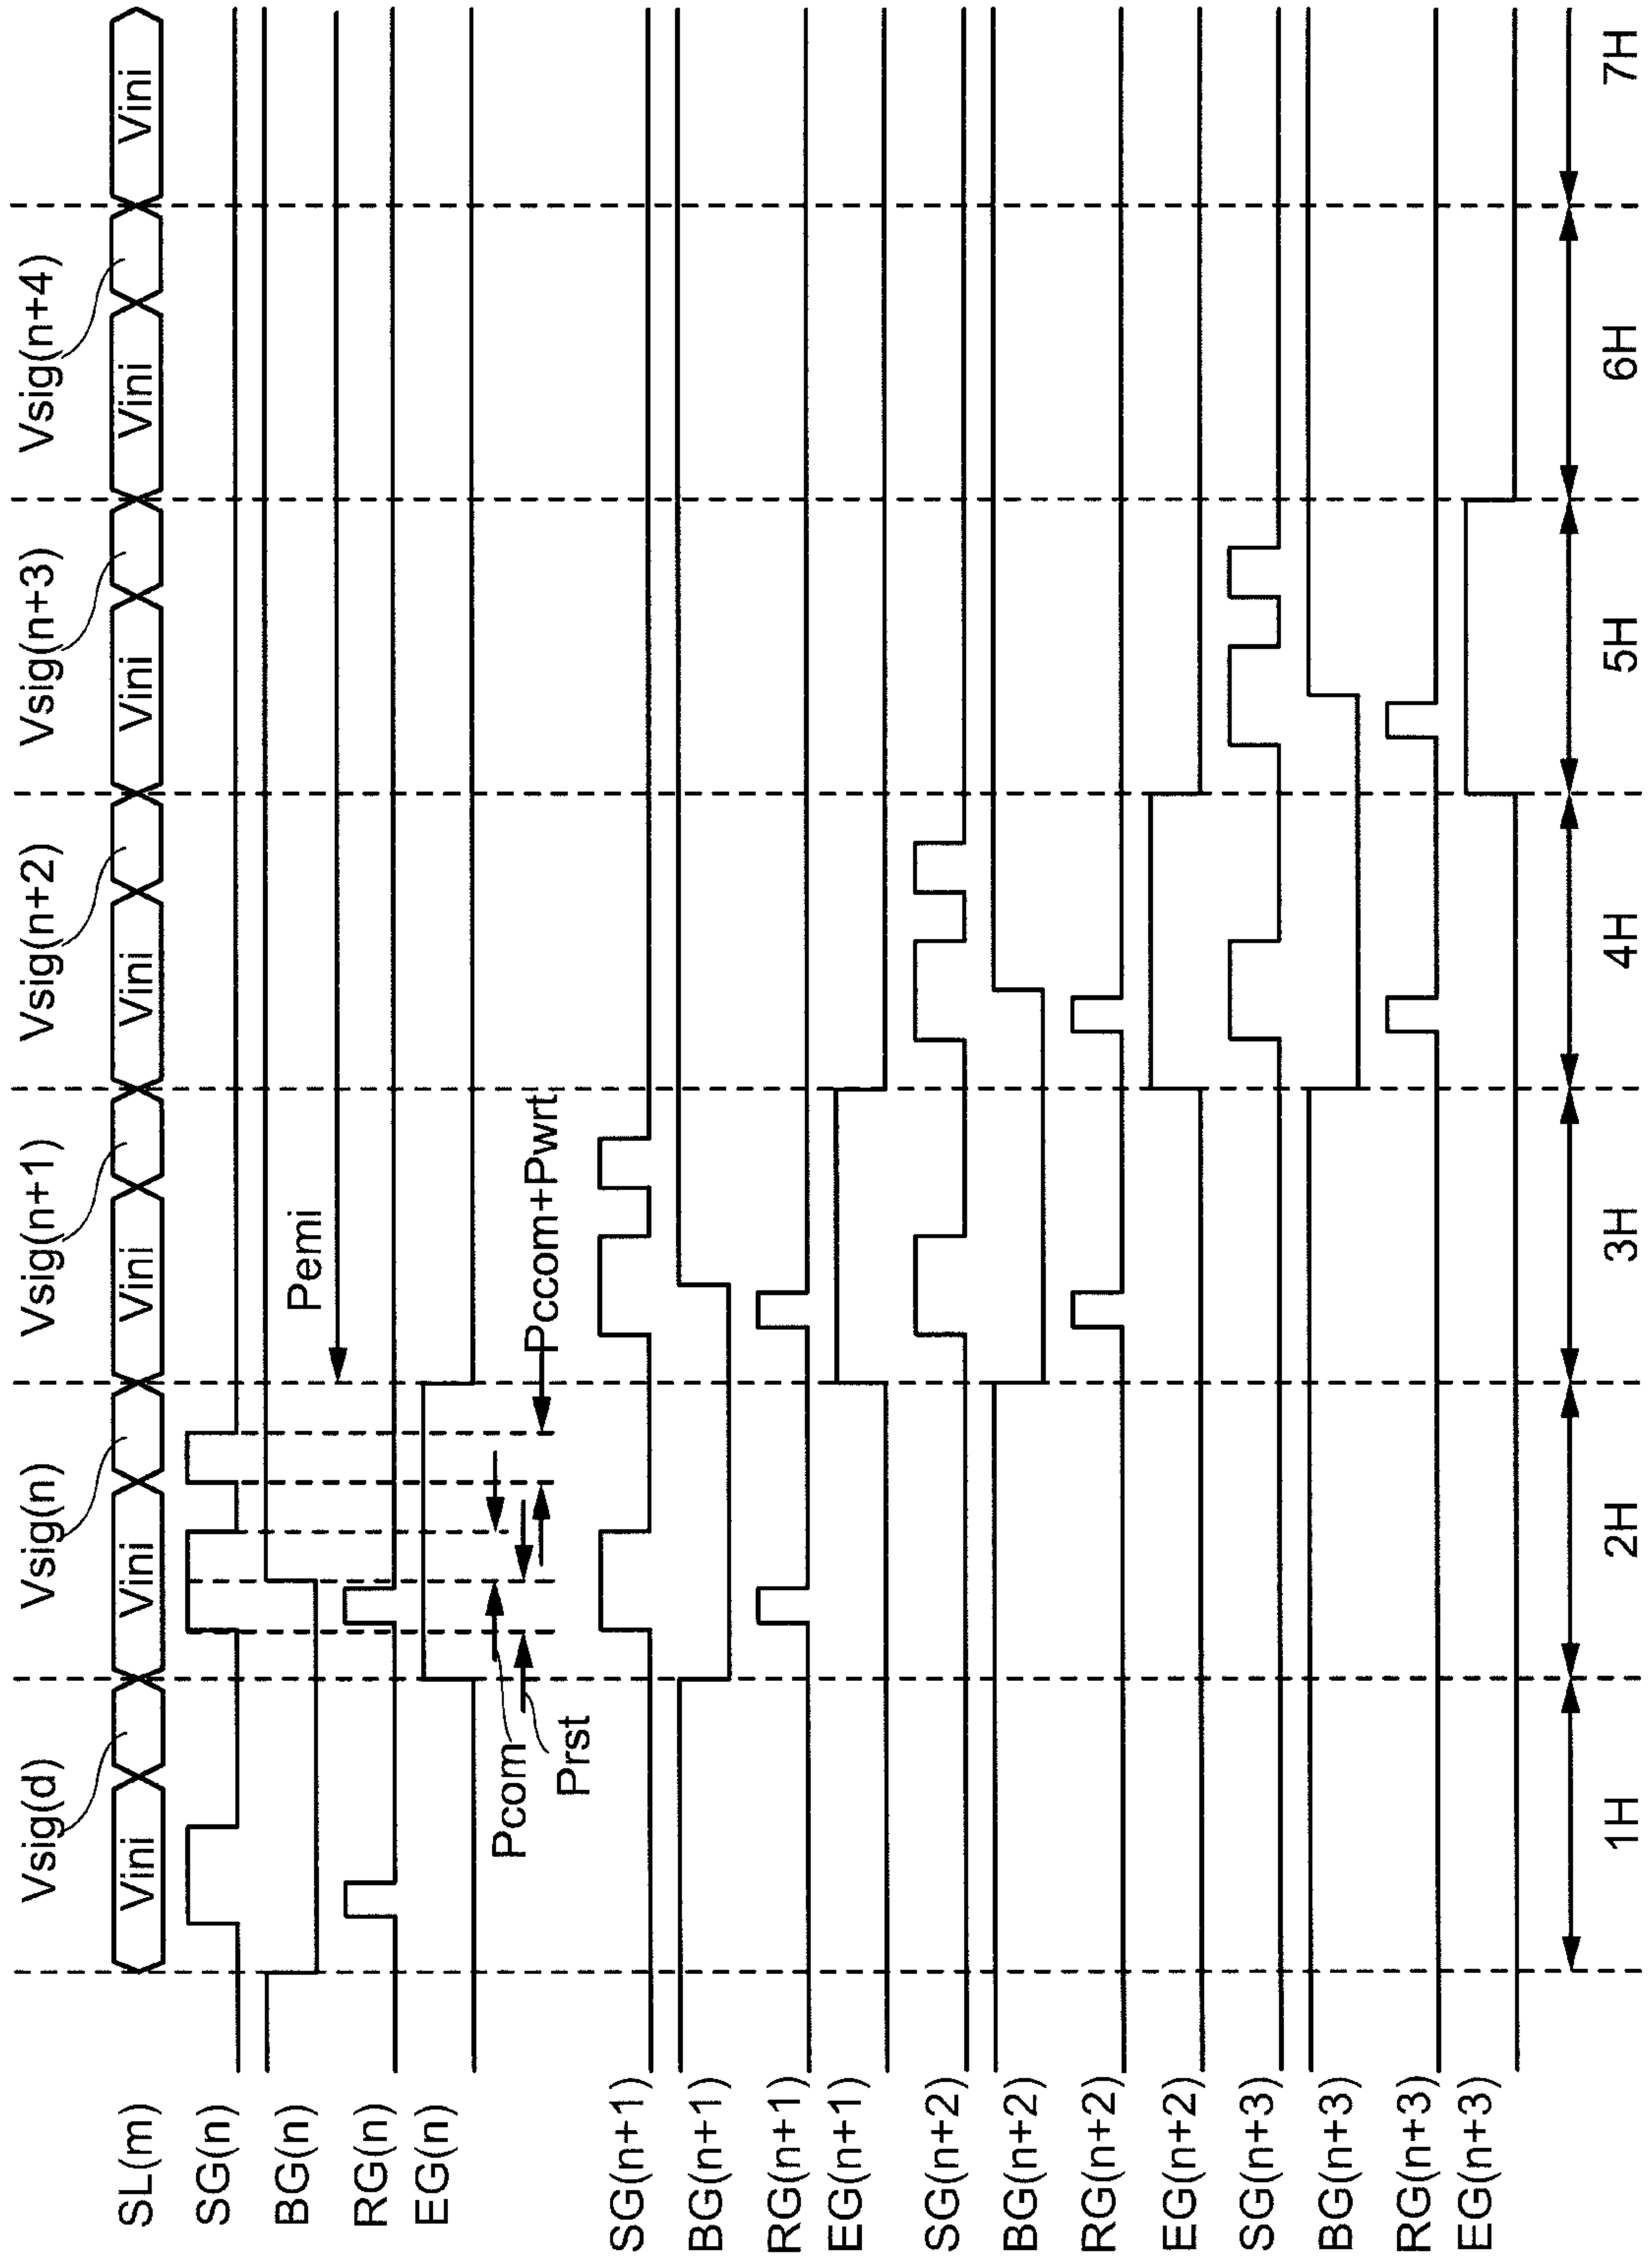 Vsig(d)
Vsig(n)
Vsig(n+1)
Vsig(n+2)
Vsig(n+3)
Vsig(n+4)
SL(m)
Vini
Vini
Vini
Vini
Vini
Vini
Vini
SG(n)
BG(n)
Pemi
RG(n)
EG(n)
Pcom
Prst
Pccom+Pwrt
SG(n+1)
BG(n+1)
RG(n+1)
EG(n+1)
SG(n+2)
BG(n+2)
RG(n+2)
EG(n+2)
SG(n+3)
BG(n+3)
RG(n+3)
EG(n+3)
1H
2H
3H
4H
5H
6H
7H